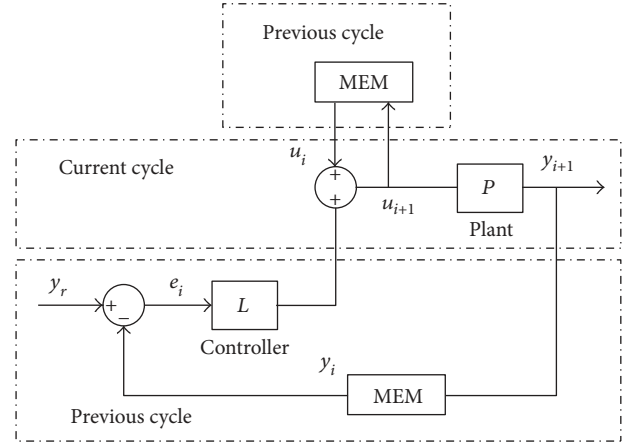 Previous cycle
MEM
u_i
Current cycle
+
+
u_{i+1}
P
Plant
y_{i+1}
y_r
+
−
e_i
L
Controller
y_i
MEM
Previous cycle